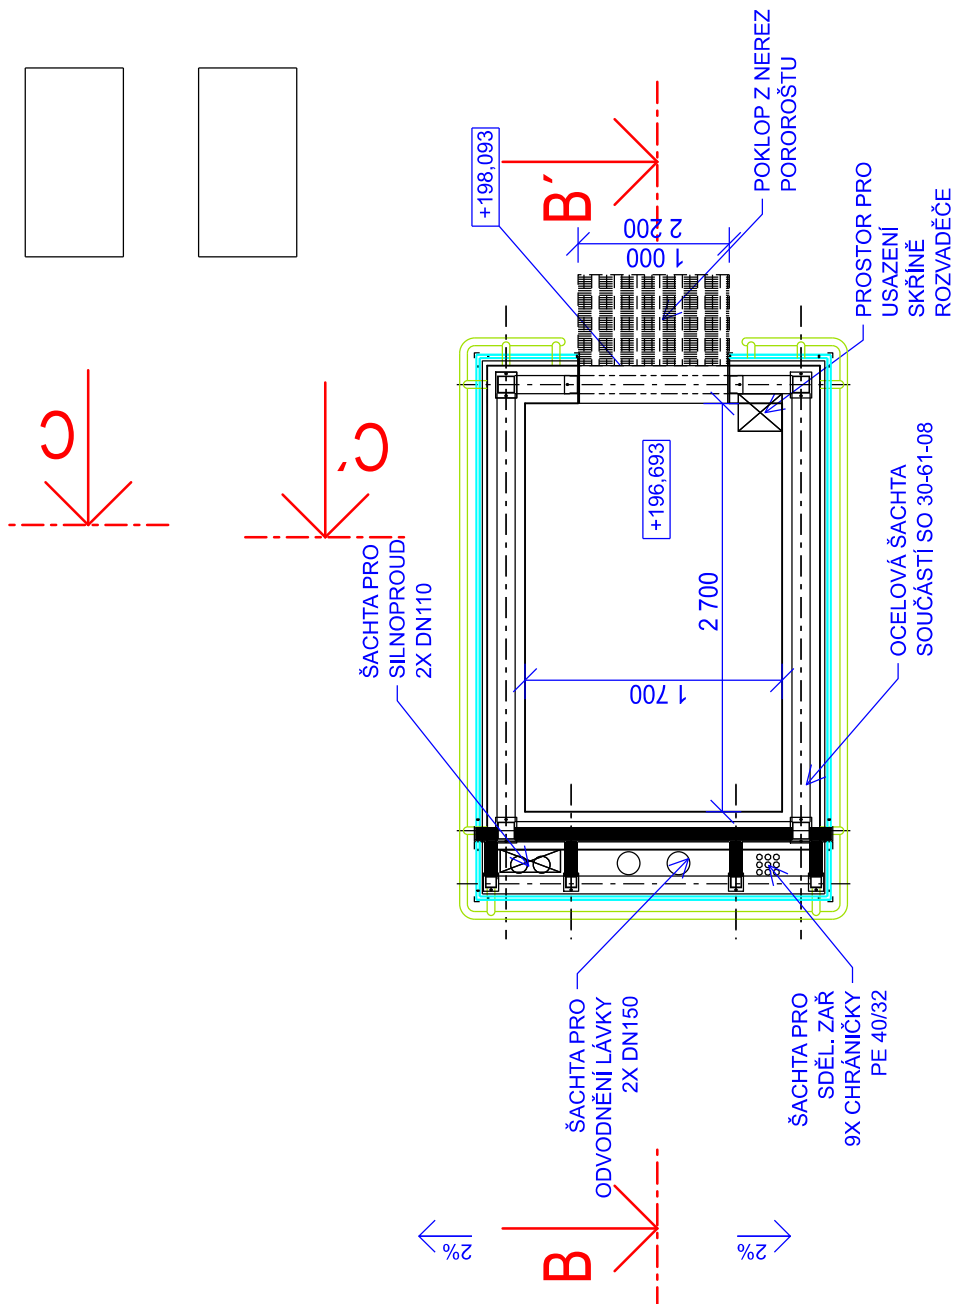 POKLOP Z NEREZ
POROROŠTU
+198,093
B´
2 200
1 000
PROSTOR PRO
USAZENÍ
SKŘÍNĚ
ROZVADĚČE
C
C´
+196,693
ŠACHTA PRO
SILNOPROUD
2X DN110
2 700
1 700
OCELOVÁ ŠACHTA
SOUČÁSTÍ SO 30-61-08
ŠACHTA PRO
ODVODNĚNÍ LÁVKY
2X DN150
ŠACHTA PRO
SDĚL. ZAŘ
9X CHRÁNIČKY
PE 40/32
2%
B
2%